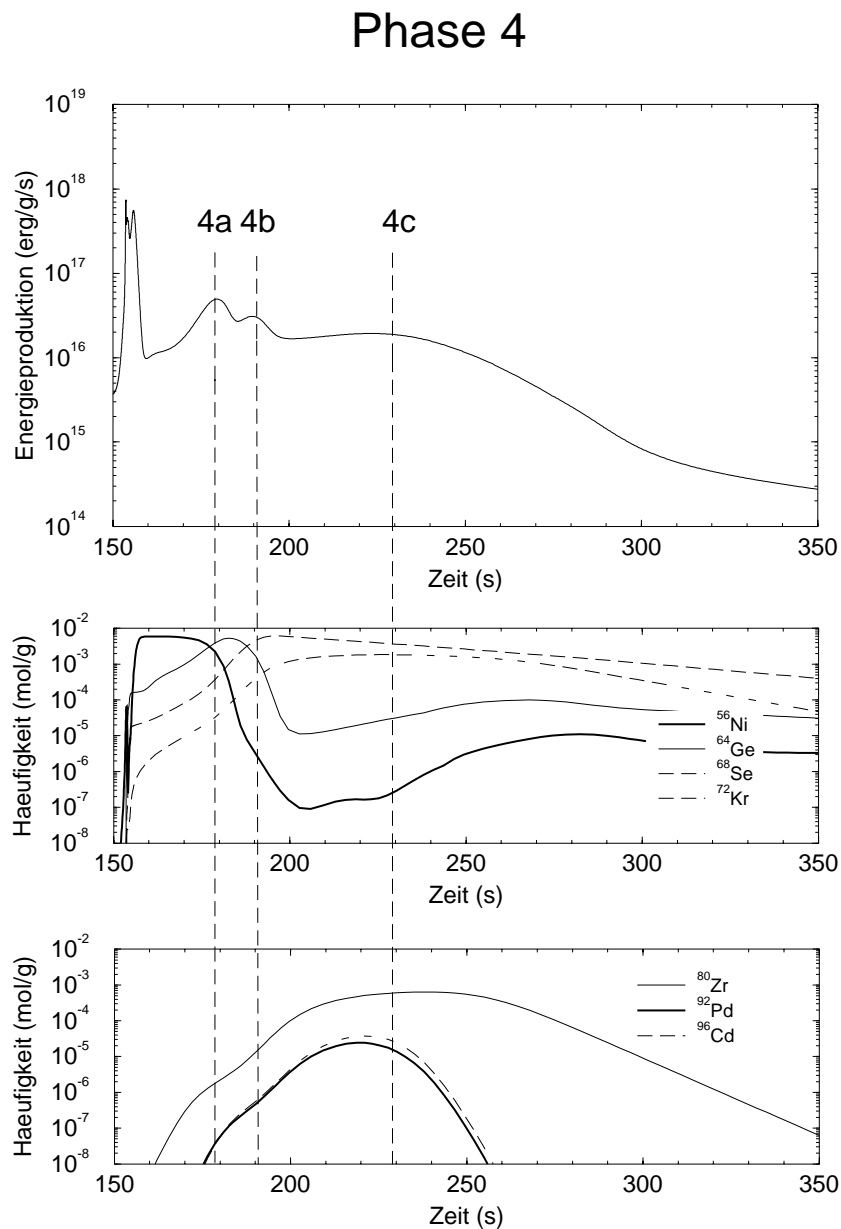 Phase 4
Energieproduktion (erg/g/s)
10^19
10^18
10^17
10^16
10^15
10^14
4a 4b 4c
150 200 250 300 350
Zeit (s)
Haeufigkeit (mol/g)
10^-2
10^-3
10^-4
10^-5
10^-6
10^-7
10^-8
56Ni
64Ge
68Se
72Kr
150 200 250 300 350
Zeit (s)
Haeufigkeit (mol/g)
10^-2
10^-3
10^-4
10^-5
10^-6
10^-7
10^-8
80Zr
92Pd
96Cd
150 200 250 300 350
Zeit (s)